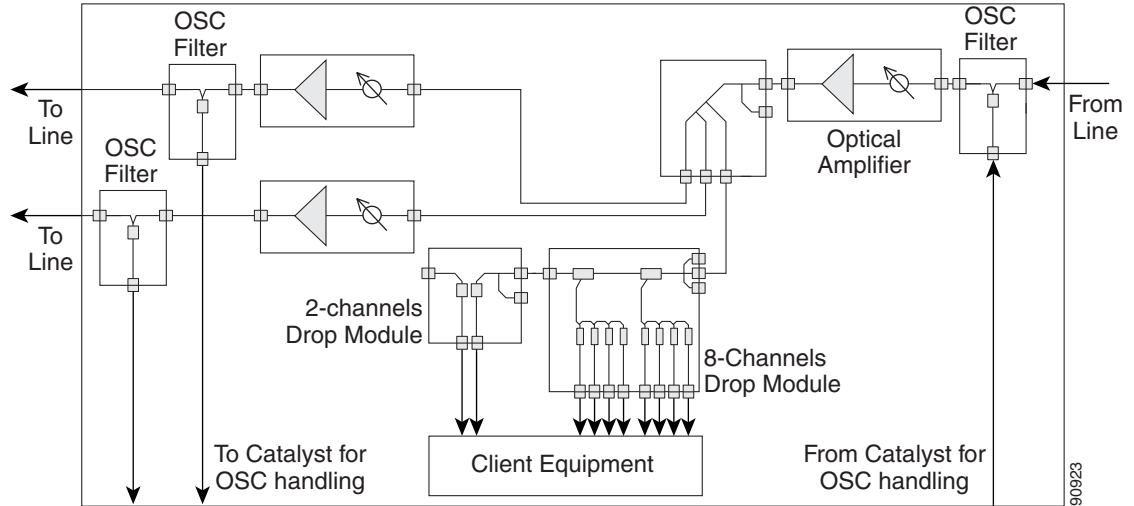 OSC
Filter
OSC
Filter
To
Line
From
Line
OSC
Filter
Optical
Amplifier
To
Line
2-channels
Drop Module
8-Channels
Drop Module
To Catalyst for
OSC handling
Client Equipment
From Catalyst for
OSC handling
90923